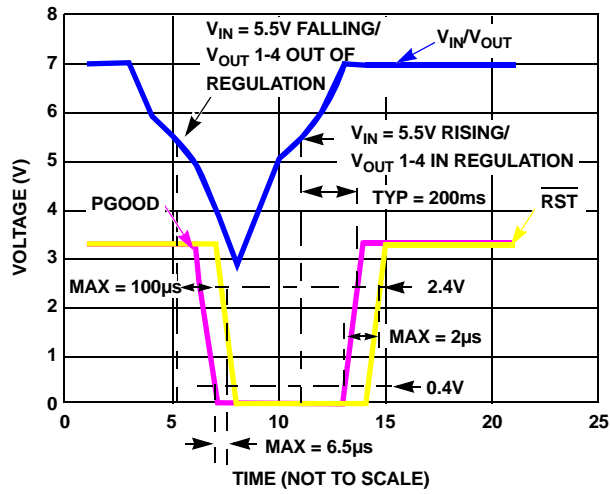 V_IN = 5.5V FALLING/
V_OUT 1-4 OUT OF
REGULATION
V_IN/V_OUT
V_IN = 5.5V RISING/
V_OUT 1-4 IN REGULATION
TYP = 200ms
PGOOD
RST
MAX = 100µs
2.4V
MAX = 2µs
0.4V
MAX = 6.5µs
VOLTAGE (V)
8
7
6
5
4
3
2
1
0
0 5 10 15 20 25
TIME (NOT TO SCALE)